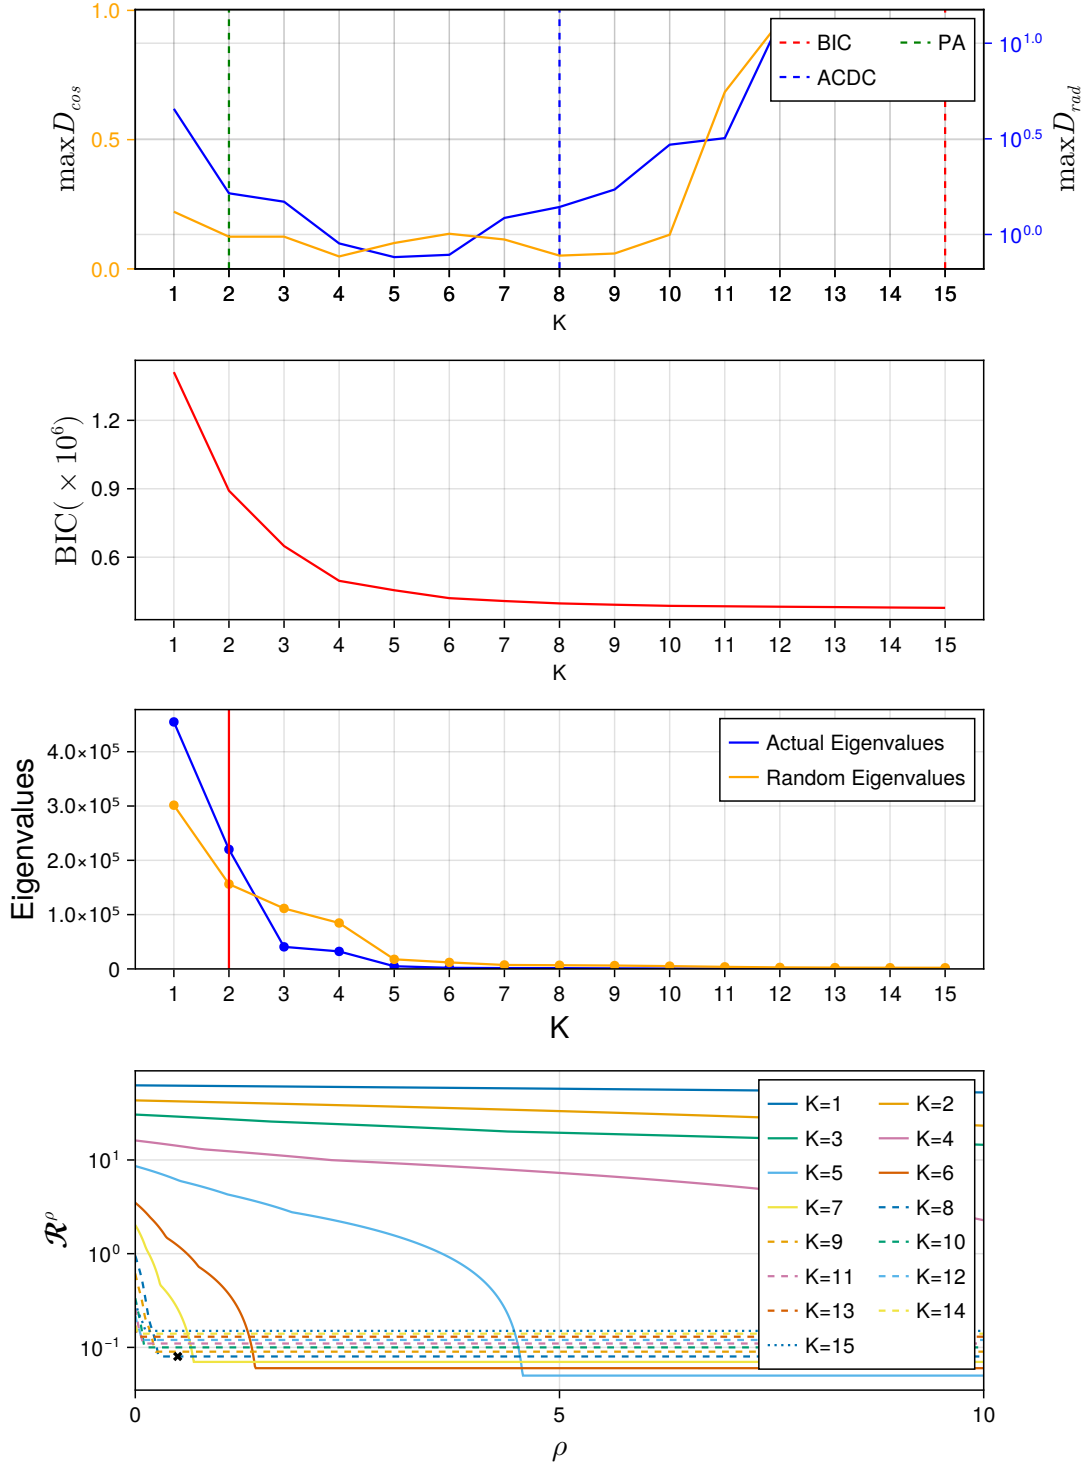 1.0
0.5
0.0
max D_cos
BIC
PA
ACDC
10^1.0
10^0.5
10^0.0
max D_rad
1 2 3 4 5 6 7 8 9 10 11 12 13 14 15
K
BIC( × 10^6)
1.2
0.9
0.6
1 2 3 4 5 6 7 8 9 10 11 12 13 14 15
K
Eigenvalues
4.0×10^5
3.0×10^5
2.0×10^5
1.0×10^5
0
Actual Eigenvalues
Random Eigenvalues
1 2 3 4 5 6 7 8 9 10 11 12 13 14 15
K
ℛ^ρ
10^1
10^0
10^−1
K=1 K=2
K=3 K=4
K=5 K=6
K=7 K=8
K=9 K=10
K=11 K=12
K=13 K=14
K=15
0 5 10
ρ